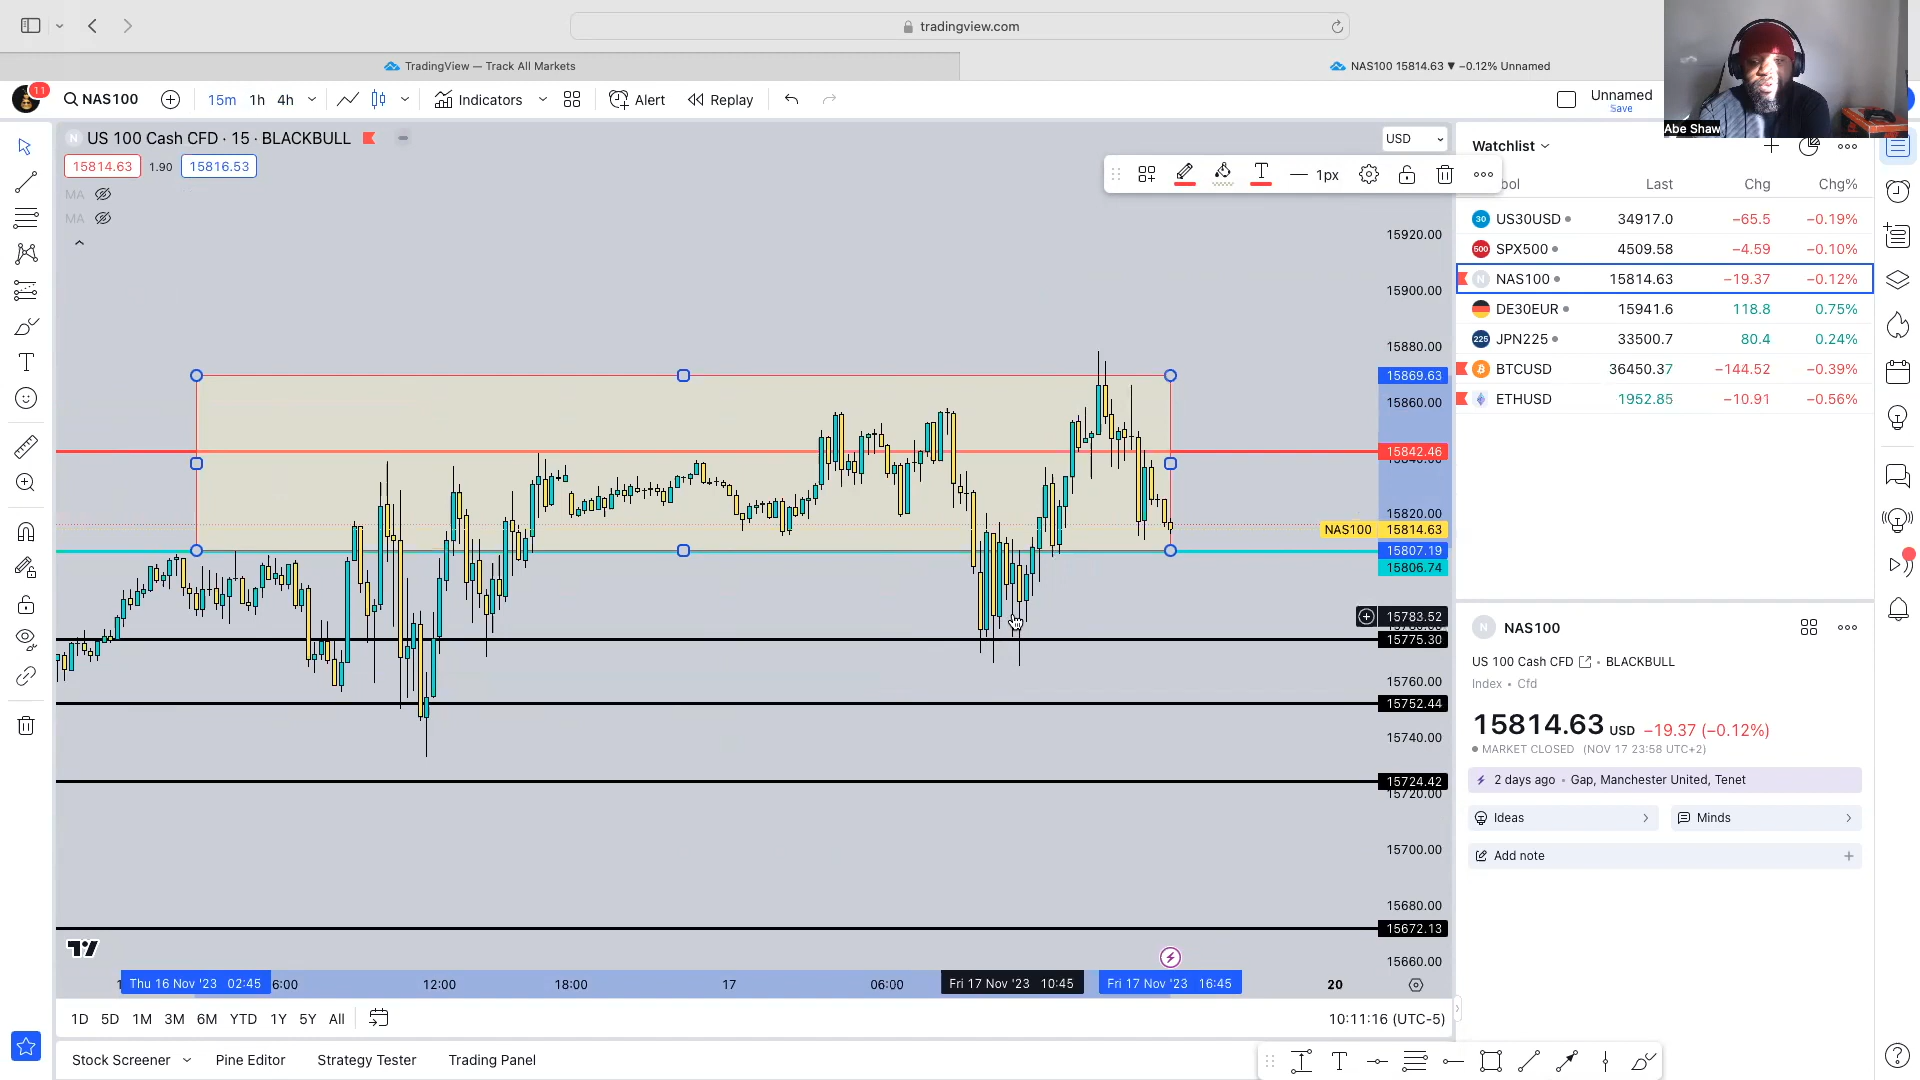 tradingview.com
TradingView — Track All Markets
NAS100 15814.63 ▼ −0.12% Unnamed
11
NAS100
15m 1h 4h
Indicators
Alert
Replay
Unnamed
Save
Abe Shaw
N US 100 Cash CFD · 15 · BLACKBULL
USD
15814.63 1.90 15816.53
MA
MA
T 1px
15920.00
15900.00
15880.00
15869.63
15860.00
15842.46
15820.00
NAS100 15814.63
15807.19
15806.74
15783.52
15775.30
15760.00
15752.44
15740.00
15724.42
15720.00
15700.00
15680.00
15672.13
15660.00
Thu 16 Nov '23 02:45
6:00
12:00
18:00
17
06:00
Fri 17 Nov '23 10:45
Fri 17 Nov '23 16:45
20
1D 5D 1M 3M 6M YTD 1Y 5Y All
10:11:16 (UTC-5)
Stock Screener
Pine Editor
Strategy Tester
Trading Panel
Watchlist
bol Last Chg Chg%
30 US30USD 34917.0 −65.5 −0.19%
500 SPX500 4509.58 −4.59 −0.10%
N NAS100 15814.63 −19.37 −0.12%
DE30EUR 15941.6 118.8 0.75%
225 JPN225 33500.7 80.4 0.24%
BTCUSD 36450.37 −144.52 −0.39%
ETHUSD 1952.85 −10.91 −0.56%
N NAS100
US 100 Cash CFD • BLACKBULL
Index • Cfd
15814.63 USD −19.37 (−0.12%)
MARKET CLOSED (NOV 17 23:58 UTC+2)
2 days ago • Gap, Manchester United, Tenet
Ideas
Minds
Add note